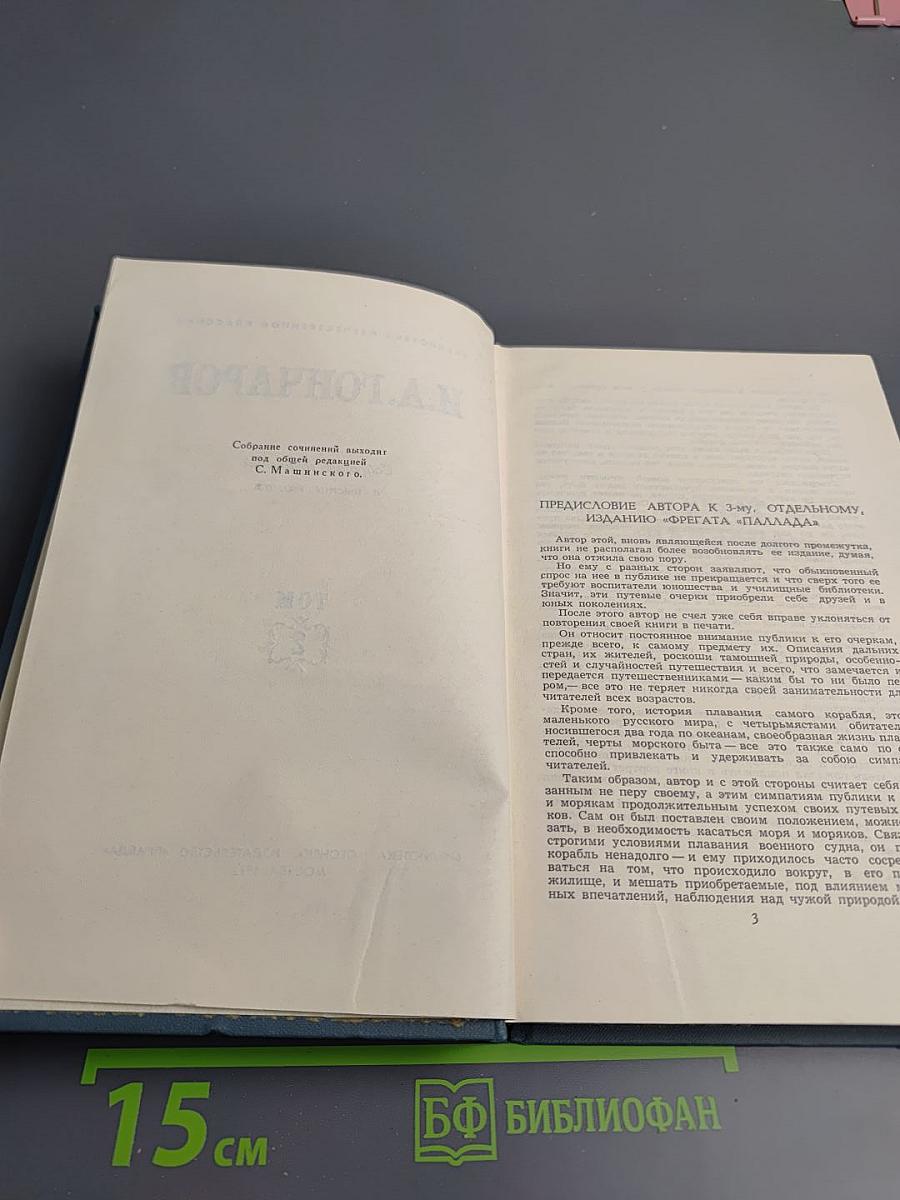 Собрание сочинений выходит
под общей редакцией
С. Машинского.
И.А.ГОНЧАРОВ
ТОМ
2
ПРЕДИСЛОВИЕ АВТОРА К 3-му, ОТДЕЛЬНОМУ,
ИЗДАНИЮ «ФРЕГАТА «ПАЛЛАДА»
Автор этой, вновь являющейся после долгого промежутка,
книги не располагал более возобновлять ее издание, думая,
что она отжила свою пору.
Но ему с разных сторон заявляют, что обыкновенный
спрос на нее в публике не прекращается и что сверх того ее
требуют воспитатели юношества и училищные библиотеки.
Значит, эти путевые очерки приобрели себе друзей и в
юных поколениях.
После этого автор не счел уже себя вправе уклоняться от
повторения своей книги в печати.
Он относит постоянное внимание публики к его очеркам,
прежде всего, к самому предмету их. Описания дальних
стран, их жителей, роскоши тамошней природы, особенно-
стей и случайностей путешествия и всего, что замечается и
передается путешественниками — каким бы то ни было пе
ром,— все это не теряет никогда своей занимательности дл
читателей всех возрастов.
Кроме того, история плавания самого корабля, это
маленького русского мира, с четырьмястами обитател
носившегося два года по океанам, своеобразная жизнь пла
телей, черты морского быта — все это также само по с
способно привлекать и удерживать за собою симпа
читателей.
Таким образом, автор и с этой стороны считает себя
занным не перу своему, а этим симпатиям публики к
и морякам продолжительным успехом своих путевых
ков. Сам он был поставлен своим положением, можно
зать, в необходимость касаться моря и моряков. Связ
строгими условиями плавания военного судна, он п
корабль ненадолго — и ему приходилось часто сосре
ваться на том, что происходило вокруг, в его п
жилище, и мешать приобретаемые, под влиянием м
ных впечатлений, наблюдения над чужой природой
3
15 см
БФ БИБЛИОФАН